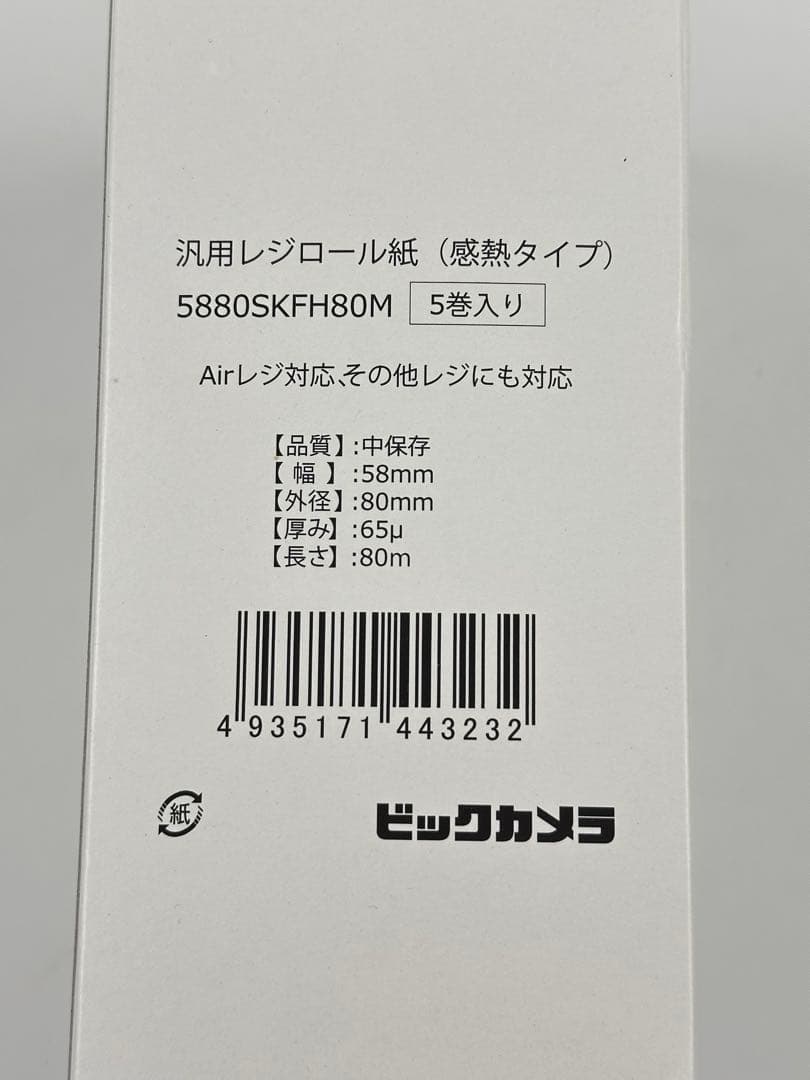 汎用レジロール紙（感熱タイプ）
5880SKFH80M 5巻入り
Airレジ対応、その他レジにも対応
【品質】:中保存
【 幅 】:58mm
【外径】:80mm
【厚み】:65μ
【長さ】:80m
4 935171 443232
紙
ビックカメラ